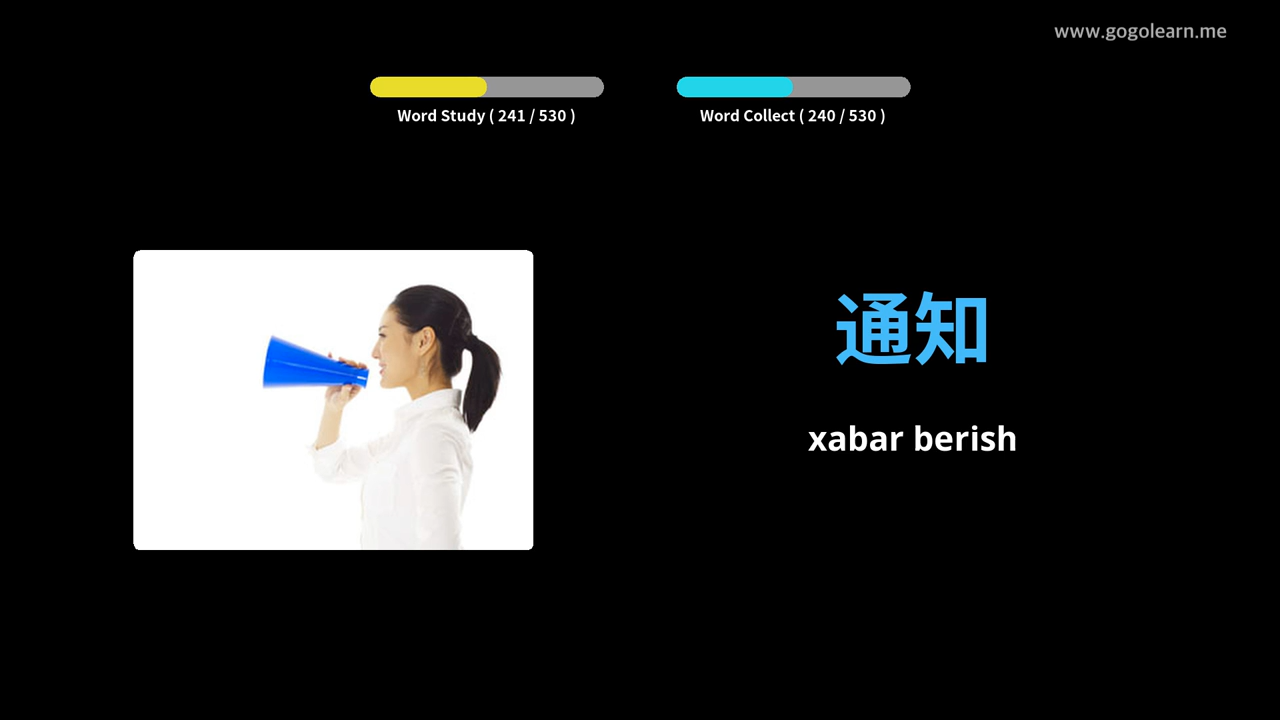 www.gogolearn.me
Word Study ( 241 / 530 )
Word Collect ( 240 / 530 )
通知
xabar berish